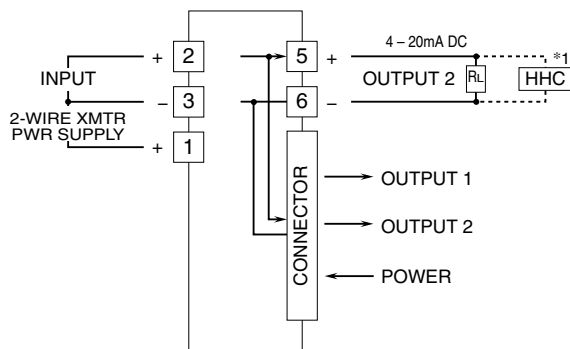 4 – 20mA DC
+ 2 5 + *1
INPUT OUTPUT 2 RL HHC
– 3 6 –
2-WIRE XMTR
PWR SUPPLY
+ 1
CONNECTOR
OUTPUT 1
OUTPUT 2
POWER